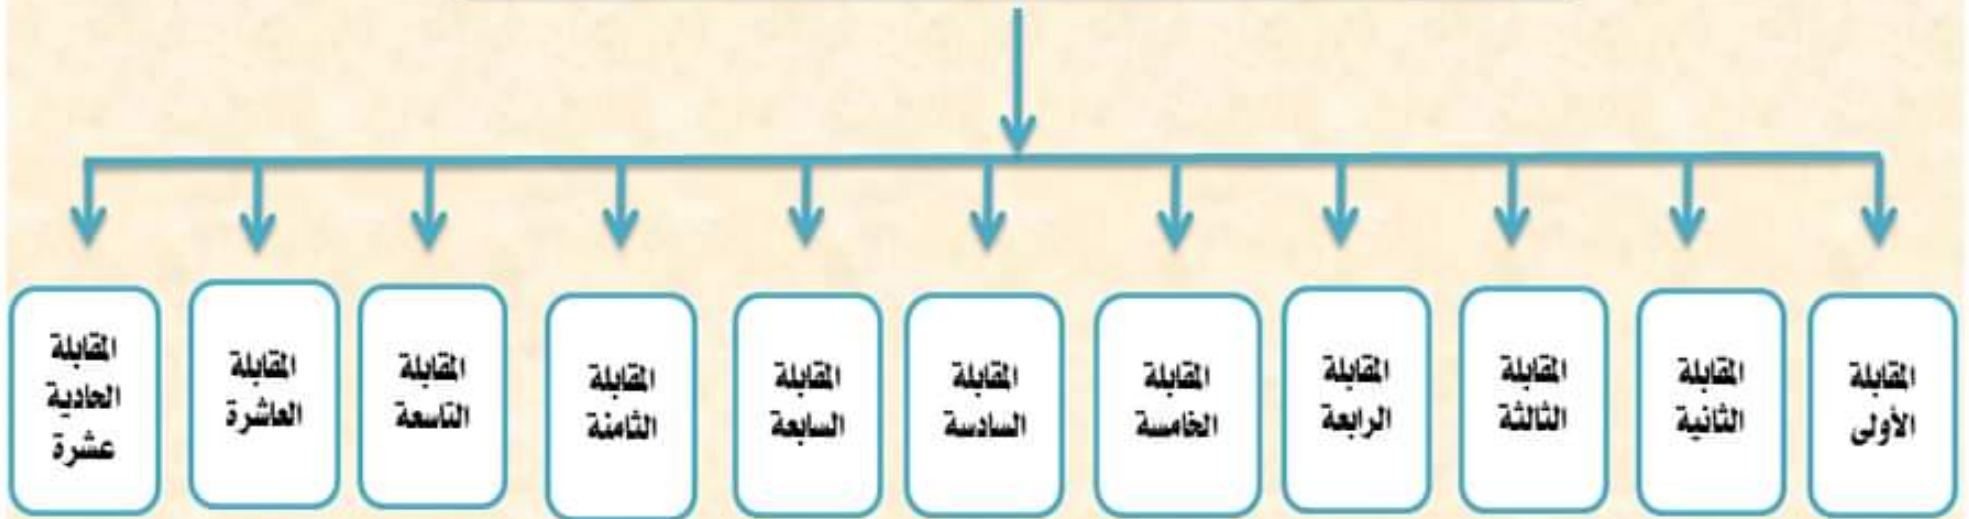 المقابلة
الأولى
المقابلة
الثانية
المقابلة
الثالثة
المقابلة
الرابعة
المقابلة
الخامسة
المقابلة
السادسة
المقابلة
السابعة
المقابلة
الثامنة
المقابلة
التاسعة
المقابلة
العاشرة
المقابلة
الحادية
عشرة